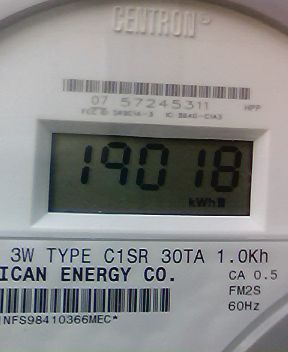 CENTRON
07 57245311 HPP
19018
kWh
3W TYPE C1SR 30TA 1.0Kh
ICAN ENERGY CO.
CA 0.5
FM2S
60Hz
NFS98410366MEC*